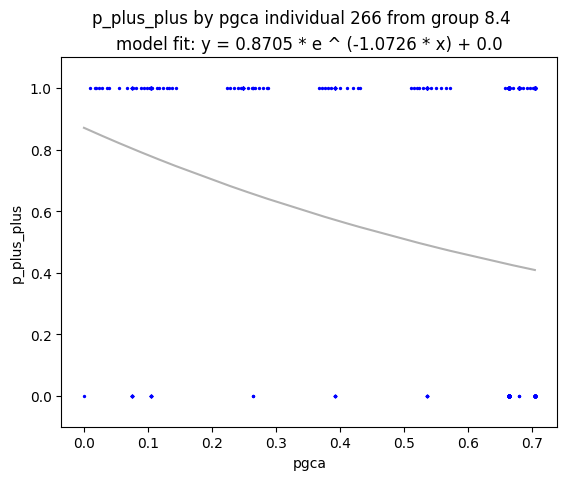 p_plus_plus by pgca individual 266 from group 8.4
model fit: y = 0.8705 * e ^ (-1.0726 * x) + 0.0
1.0
0.8
0.6
0.4
0.2
0.0
p_plus_plus
0.0 0.1 0.2 0.3 0.4 0.5 0.6 0.7
pgca